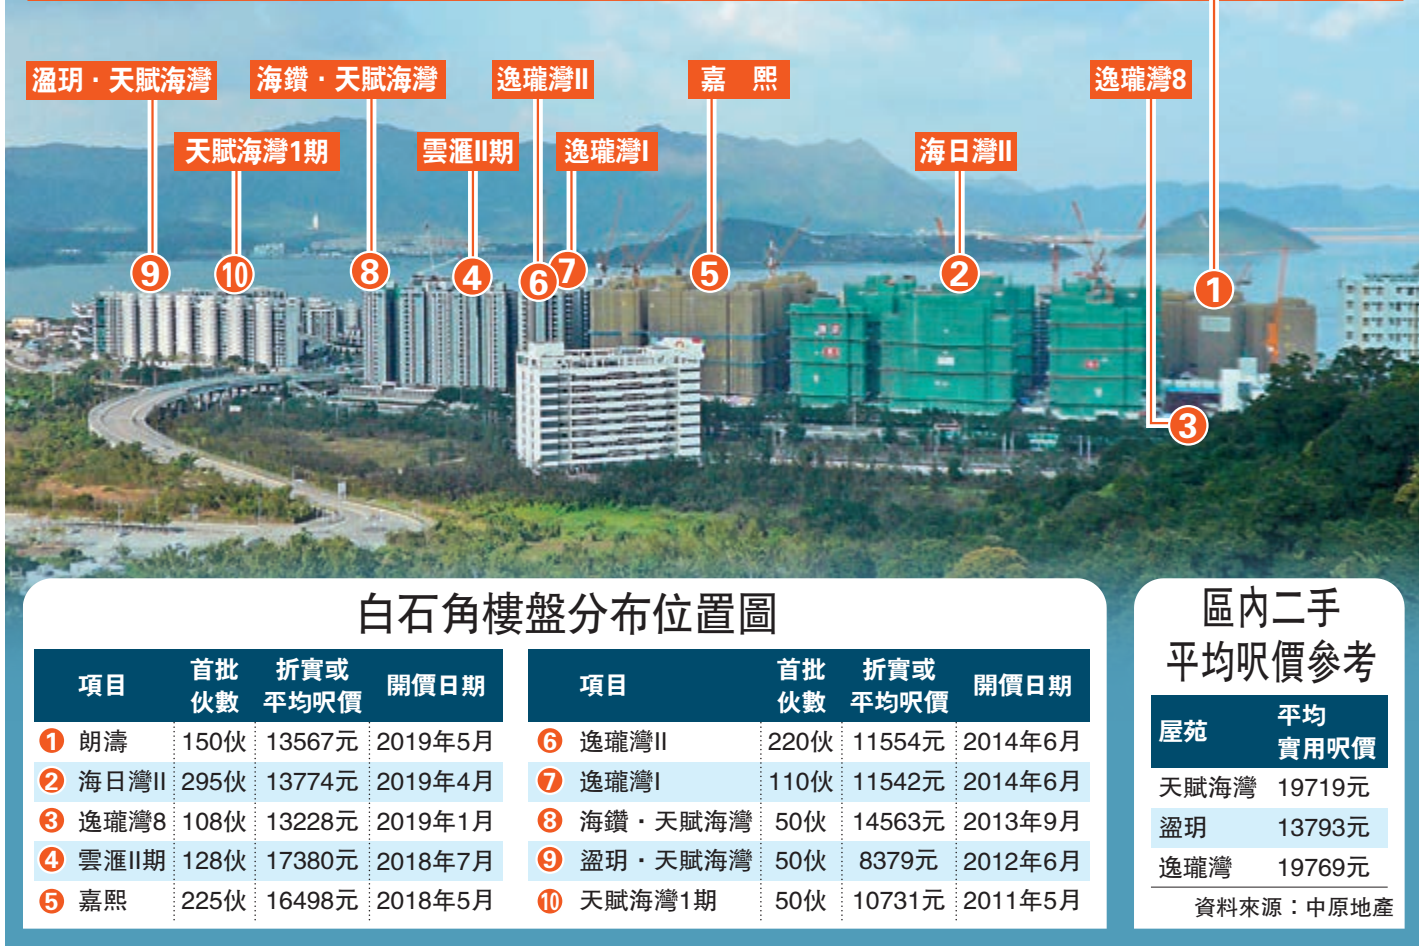 溋玥‧天賦海灣
海鑽‧天賦海灣
逸瓏灣II
嘉熙
逸瓏灣8
天賦海灣1期
雲滙II期
逸瓏灣I
海日灣II
9
10
8
4
6
7
5
2
1
3
白石角樓盤分布位置圖
項目 首批伙數 折實或平均呎價 開價日期
1 朗濤 150伙 13567元 2019年5月
2 海日灣II 295伙 13774元 2019年4月
3 逸瓏灣8 108伙 13228元 2019年1月
4 雲滙II期 128伙 17380元 2018年7月
5 嘉熙 225伙 16498元 2018年5月
項目 首批伙數 折實或平均呎價 開價日期
6 逸瓏灣II 220伙 11554元 2014年6月
7 逸瓏灣I 110伙 11542元 2014年6月
8 海鑽‧天賦海灣 50伙 14563元 2013年9月
9 溋玥‧天賦海灣 50伙 8379元 2012年6月
10 天賦海灣1期 50伙 10731元 2011年5月
區內二手
平均呎價參考
屋苑 平均實用呎價
天賦海灣 19719元
溋玥 13793元
逸瓏灣 19769元
資料來源：中原地產